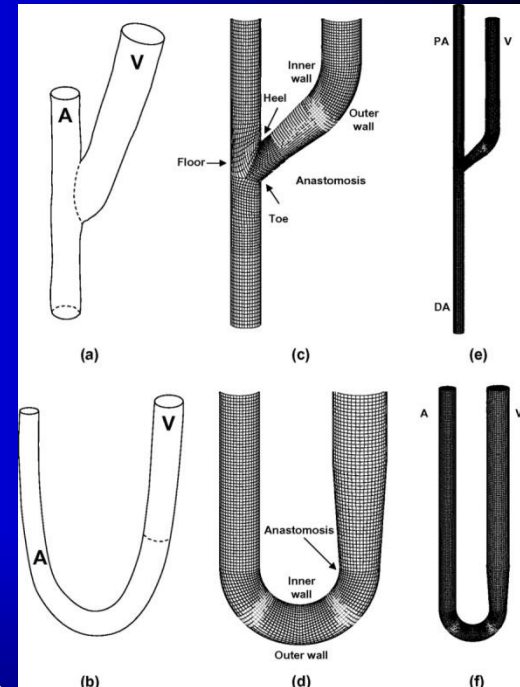 A
V
(a)
Inner
wall
Heel
Outer
wall
Floor
Anastomosis
Toe
(c)
PA
V
DA
(e)
A
V
(b)
Anastomosis
Inner
wall
Outer wall
(d)
A
V
(f)